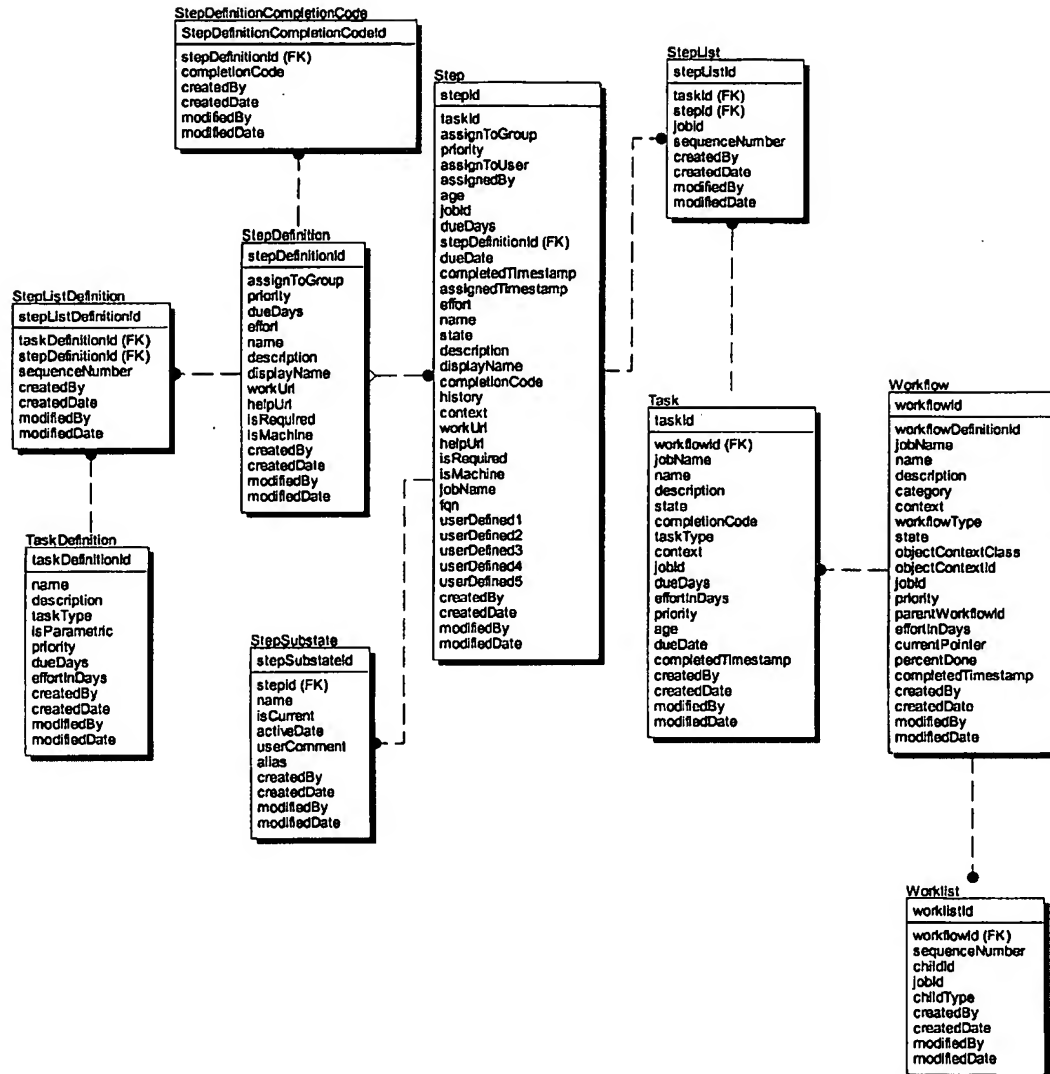 StepDefinitionCompletionCode
StepDefinitionCompletionCodeId
stepDefinitionId (FK)
completionCode
createdBy
createdDate
modifiedBy
modifiedDate
Step
stepId
taskId
assignToGroup
priority
assignToUser
assignedBy
age
jobId
dueDays
stepDefinitionId (FK)
dueDate
completedTimestamp
assignedTimestamp
effort
name
state
description
displayName
completionCode
history
context
workUrl
helpUrl
isRequired
isMachine
jobName
fqn
userDefined1
userDefined2
userDefined3
userDefined4
userDefined5
createdBy
createdDate
modifiedBy
modifiedDate
StepList
stepListId
taskId (FK)
stepId (FK)
jobId
sequenceNumber
createdBy
createdDate
modifiedBy
modifiedDate
StepDefinition
stepDefinitionId
assignToGroup
priority
dueDays
effort
name
description
displayName
workUrl
helpUrl
isRequired
isMachine
createdBy
createdDate
modifiedBy
modifiedDate
StepListDefinition
stepListDefinitionId
taskDefinitionId (FK)
stepDefinitionId (FK)
sequenceNumber
createdBy
createdDate
modifiedBy
modifiedDate
TaskDefinition
taskDefinitionId
name
description
taskType
isParametric
priority
dueDays
effortInDays
createdBy
createdDate
modifiedBy
modifiedDate
StepSubstate
stepSubstateId
stepid (FK)
name
isCurrent
activeDate
userComment
alias
createdBy
createdDate
modifiedBy
modifiedDate
Task
taskId
workflowId (FK)
jobName
name
description
state
completionCode
taskType
context
jobId
dueDays
effortInDays
priority
age
dueDate
completedTimestamp
createdBy
createdDate
modifiedBy
modifiedDate
Workflow
workflowId
workflowDefinitionId
jobName
name
description
category
context
workflowType
state
objectContextClass
objectContextId
jobId
priority
parentWorkflowId
effortInDays
currentPointer
percentDone
completedTimestamp
createdBy
createdDate
modifiedBy
modifiedDate
Worklist
worklistId
workflowId (FK)
sequenceNumber
childId
jobId
childType
createdBy
createdDate
modifiedBy
modifiedDate